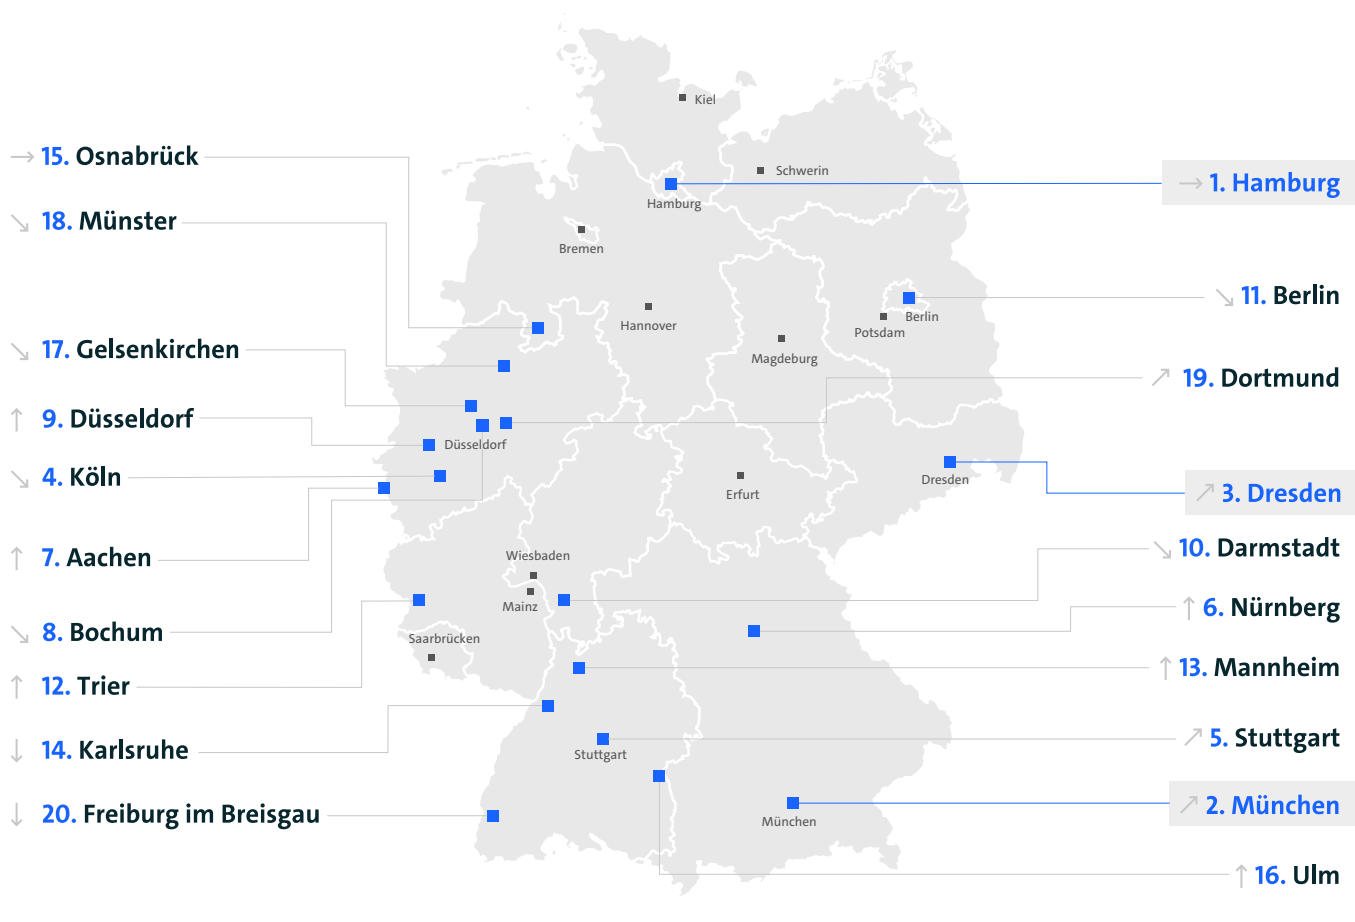 → 15. Osnabrück
↘ 18. Münster
↘ 17. Gelsenkirchen
↑ 9. Düsseldorf
↘ 4. Köln
↑ 7. Aachen
↘ 8. Bochum
↑ 12. Trier
↓ 14. Karlsruhe
↓ 20. Freiburg im Breisgau
Kiel
Schwerin
Hamburg
Bremen
Hannover
Berlin
Potsdam
Magdeburg
Düsseldorf
Dresden
Erfurt
Wiesbaden
Mainz
Saarbrücken
Stuttgart
München
→ 1. Hamburg
↘ 11. Berlin
↗ 19. Dortmund
↗ 3. Dresden
↘ 10. Darmstadt
↑ 6. Nürnberg
↑ 13. Mannheim
↗ 5. Stuttgart
↗ 2. München
↑ 16. Ulm